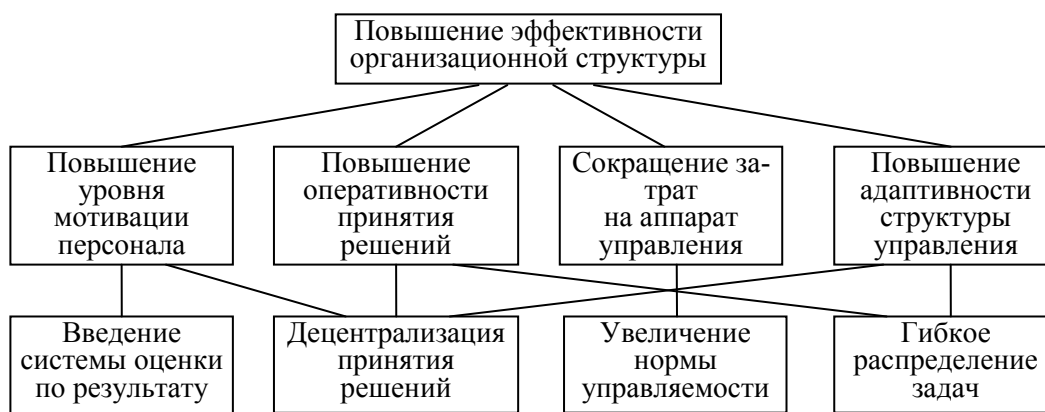 Повышение эффективности
организационной структуры
Повышение
уровня
мотивации
персонала
Повышение
оперативности
принятия
решений
Сокращение за-
трат
на аппарат
управления
Повышение
адаптивности
структуры
управления
Введение
системы оценки
по результату
Децентрализация
принятия
решений
Увеличение
нормы
управляемости
Гибкое
распределение
задач